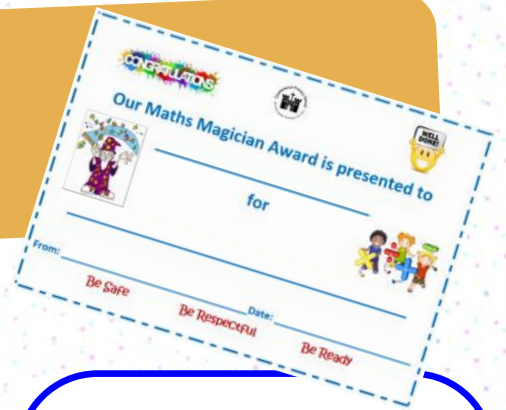 CONGRATULATIONS
WELL DONE!
Our Maths Magician Award is presented to
for
From:
Date:
Be Safe
Be Respectful
Be Ready